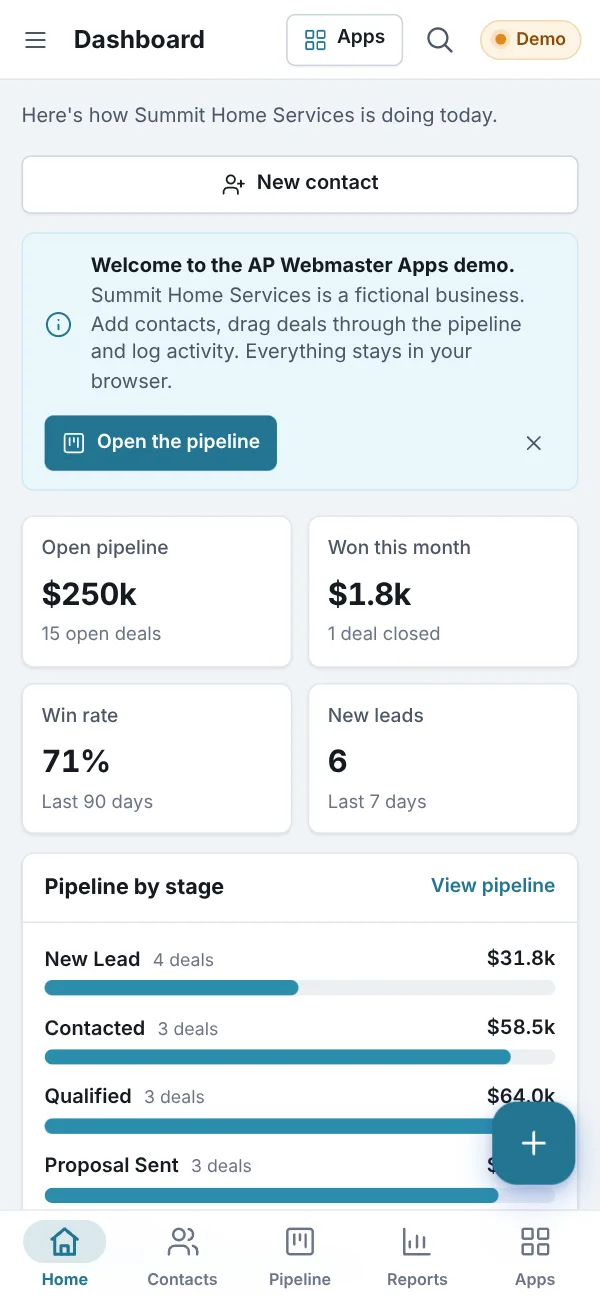 Dashboard
Apps
Demo
Here's how Summit Home Services is doing today.
New contact
Welcome to the AP Webmaster Apps demo.
Summit Home Services is a fictional business.
Add contacts, drag deals through the pipeline
and log activity. Everything stays in your
browser.
Open the pipeline
Open pipeline
$250k
15 open deals
Won this month
$1.8k
1 deal closed
Win rate
71%
Last 90 days
New leads
6
Last 7 days
Pipeline by stage
View pipeline
New Lead 4 deals $31.8k
Contacted 3 deals $58.5k
Qualified 3 deals $64.0k
Proposal Sent 3 deals
Home
Contacts
Pipeline
Reports
Apps